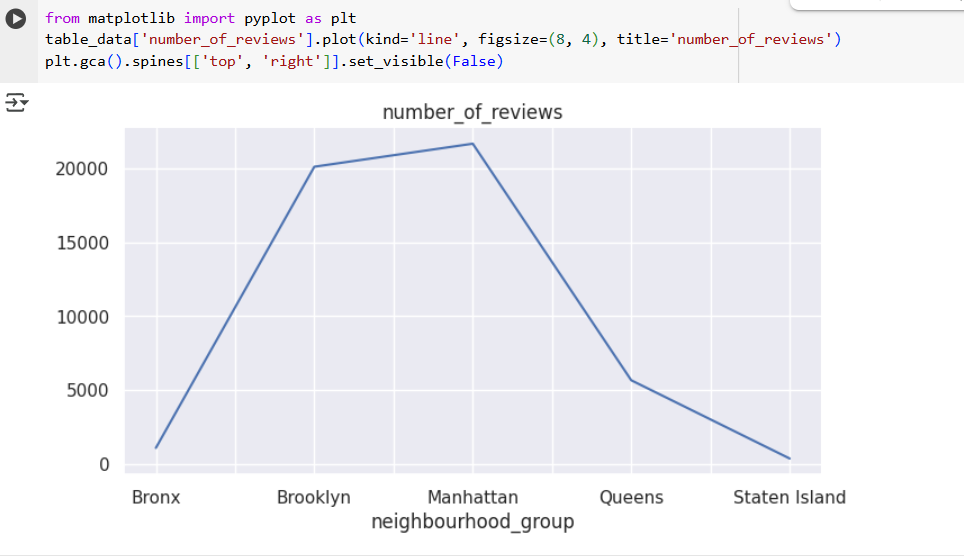 from matplotlib import pyplot as plt
table_data['number_of_reviews'].plot(kind='line', figsize=(8, 4), title='number_of_reviews')
plt.gca().spines[['top', 'right']].set_visible(False)
number_of_reviews
20000
15000
10000
5000
0
Bronx Brooklyn Manhattan Queens Staten Island
neighbourhood_group